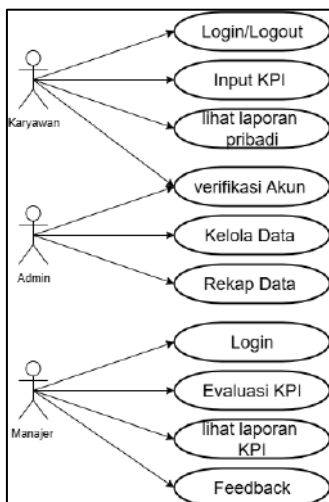 Login/Logout
Input KPI
Karyawan
lihat laporan
pribadi
verifikasi Akun
Kelola Data
Admin
Rekap Data
Login
Evaluasi KPI
Manajer
lihat laporan
KPI
Feedback